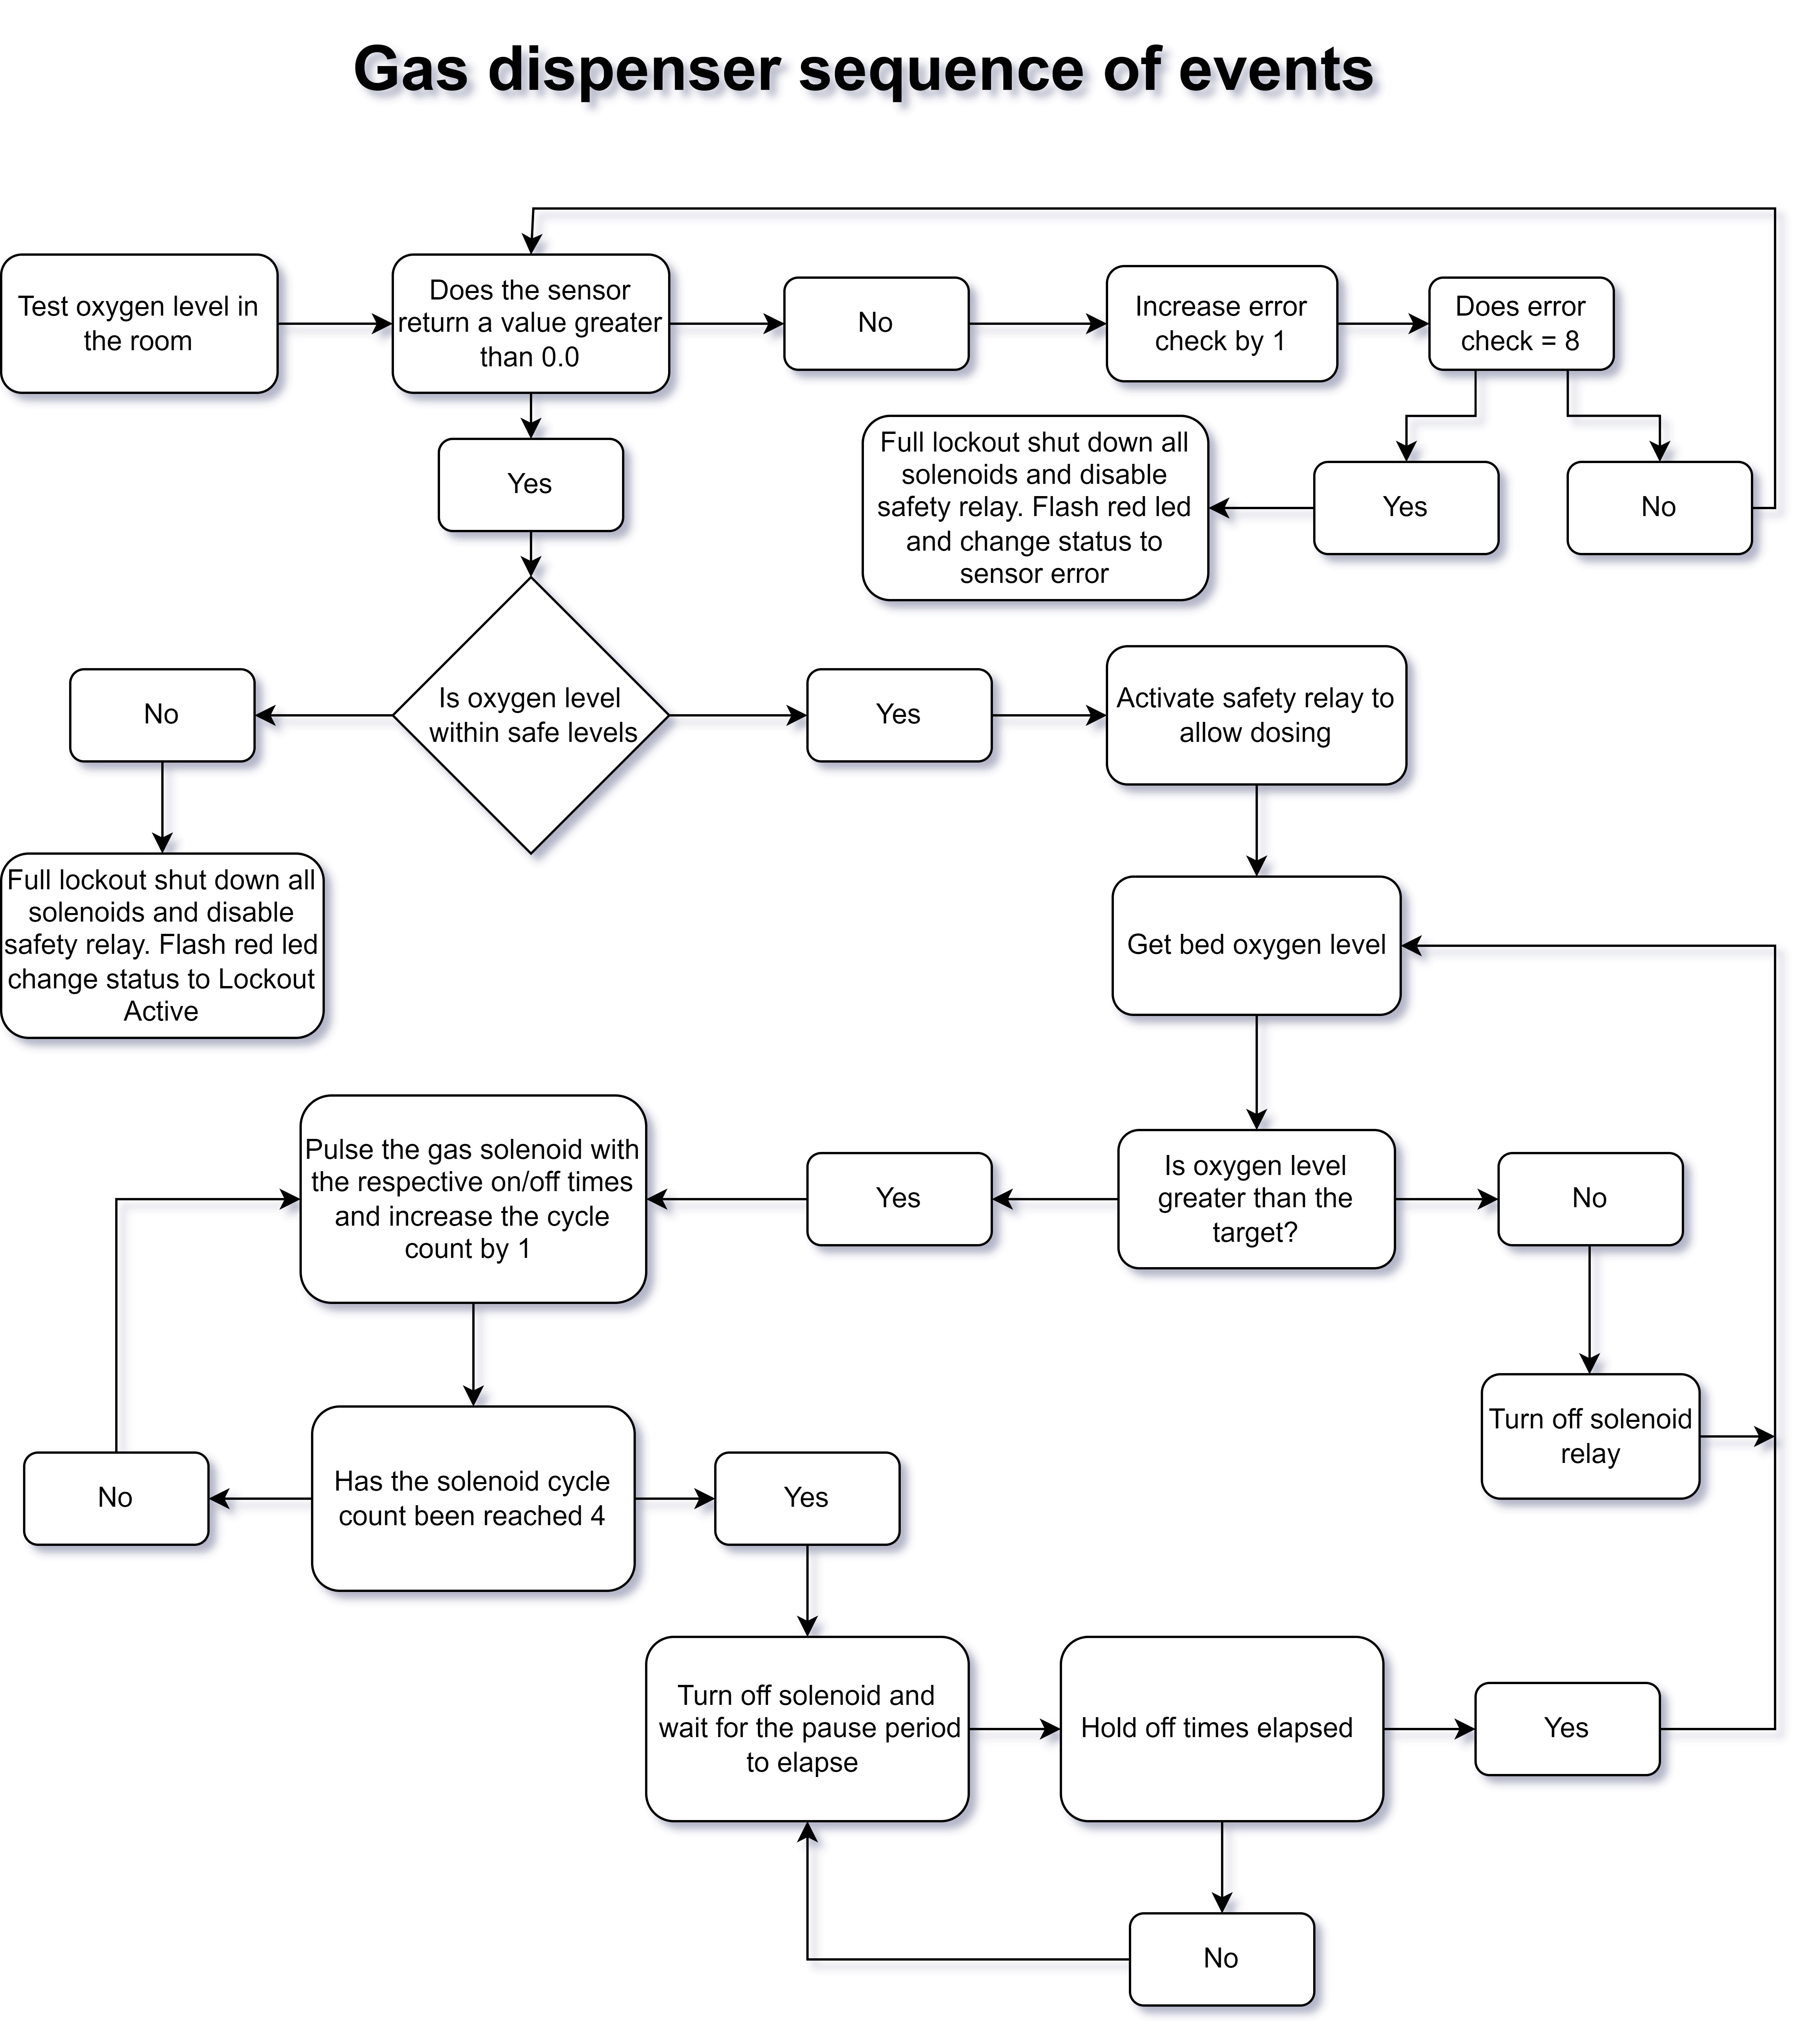 Gas dispenser sequence of events
Test oxygen level in
the room
Does the sensor
return a value greater
than 0.0
No
Increase error
check by 1
Does error
check = 8
Yes
Full lockout shut down all
solenoids and disable
safety relay. Flash red led
and change status to
sensor error
Yes
No
Is oxygen level
within safe levels
No
Yes
Activate safety relay to
allow dosing
Full lockout shut down all
solenoids and disable
safety relay. Flash red led
change status to Lockout
Active
Get bed oxygen level
Pulse the gas solenoid with
the respective on/off times
and increase the cycle
count by 1
Yes
Is oxygen level
greater than the
target?
No
Turn off solenoid
relay
No
Has the solenoid cycle
count been reached 4
Yes
Turn off solenoid and
wait for the pause period
to elapse
Hold off times elapsed
Yes
No